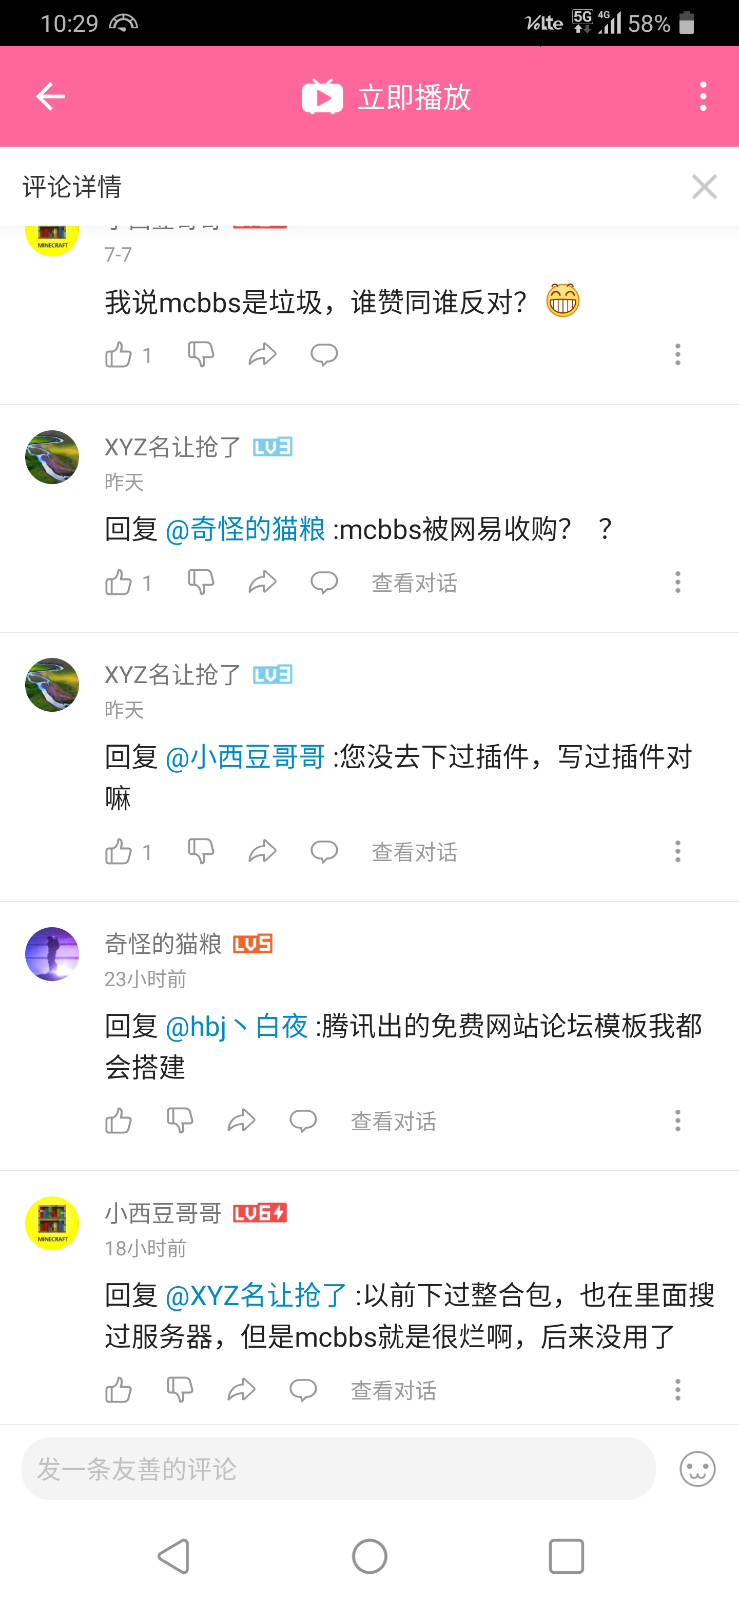 10:29
VoLTE 5G 4G 58%
立即播放
评论详情
小西豆哥哥
MINECRAFT
7-7
我说mcbbs是垃圾，谁赞同谁反对？
1
XYZ名让抢了 LV3
昨天
回复 @奇怪的猫粮 :mcbbs被网易收购？ ？
1 查看对话
XYZ名让抢了 LV3
昨天
回复 @小西豆哥哥 :您没去下过插件，写过插件对
嘛
1 查看对话
奇怪的猫粮 LV5
23小时前
回复 @hbj丶白夜 :腾讯出的免费网站论坛模板我都
会搭建
查看对话
小西豆哥哥 LV6
MINECRAFT
18小时前
回复 @XYZ名让抢了 :以前下过整合包，也在里面搜
过服务器，但是mcbbs就是很烂啊，后来没用了
查看对话
发一条友善的评论